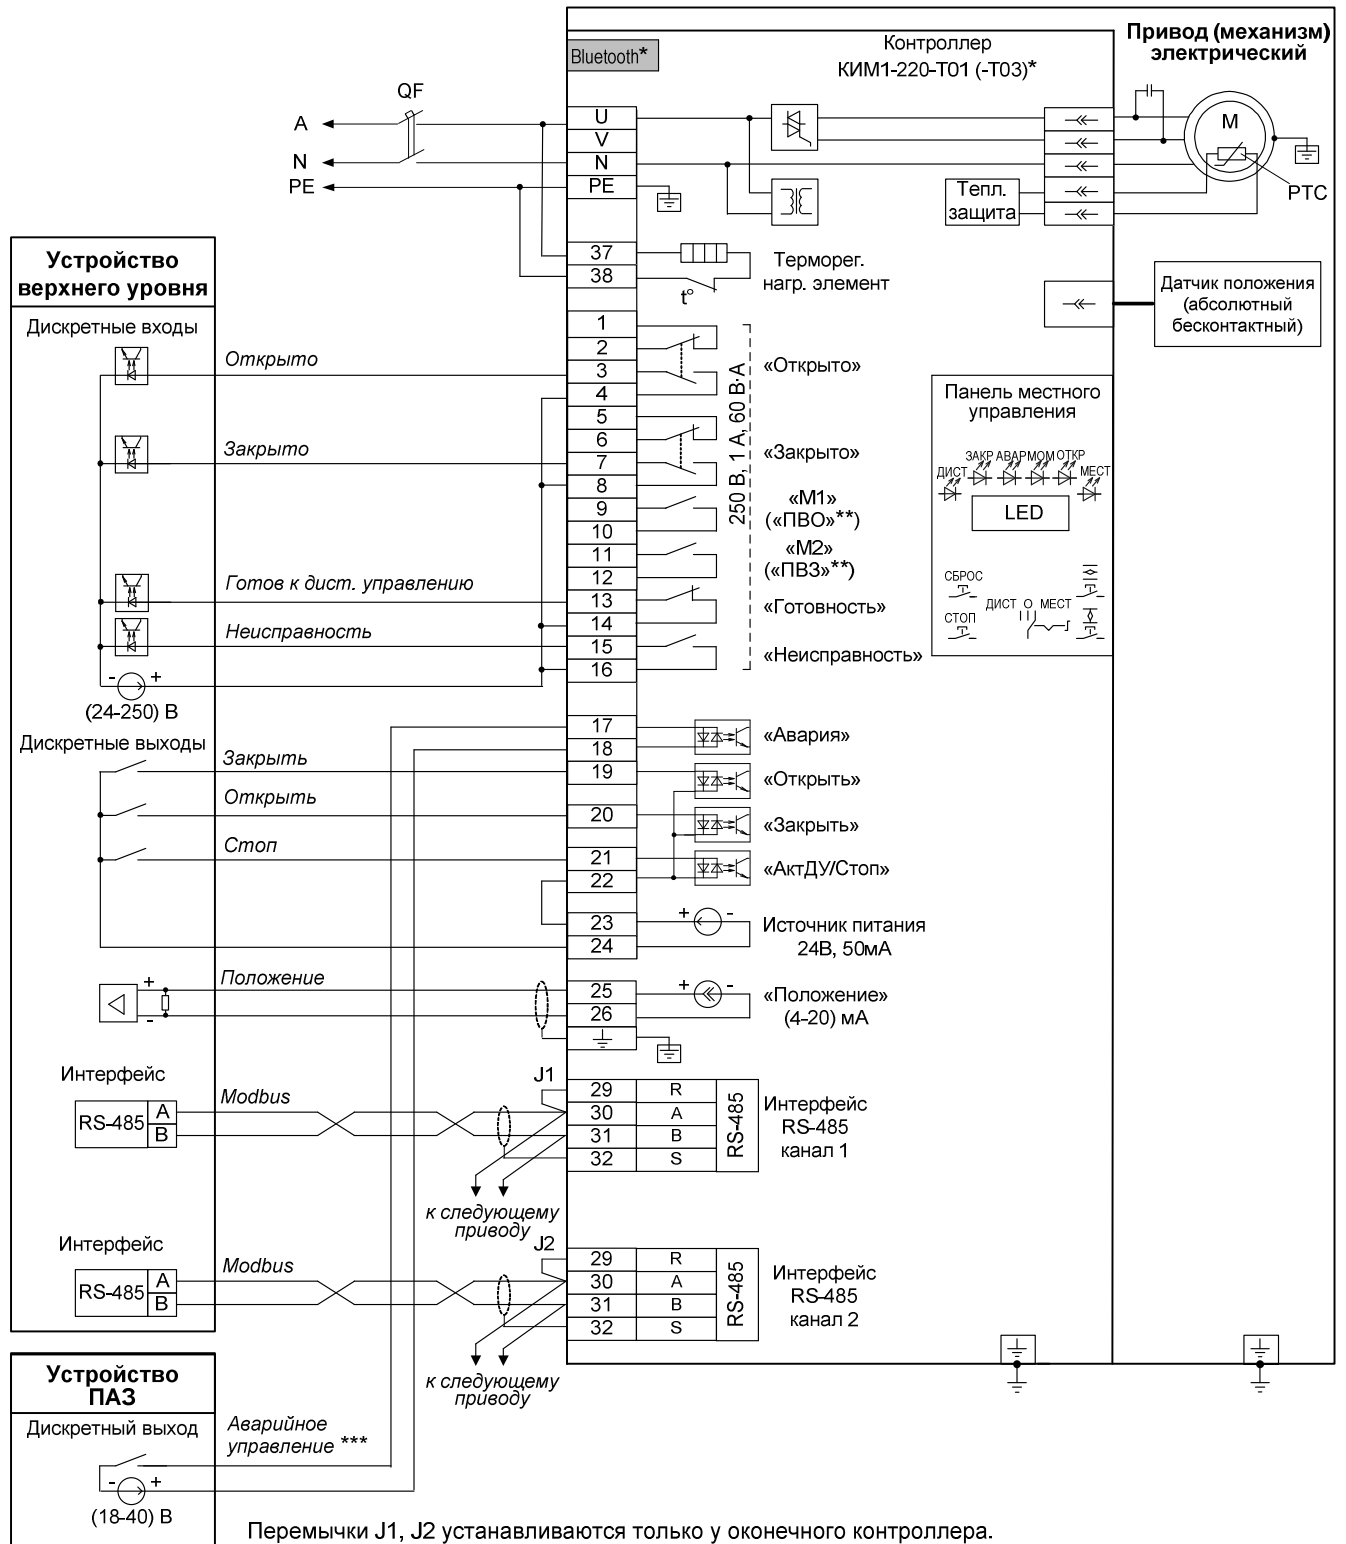 Привод (механизм)
электрический
Контроллер
КИМ1-220-Т01 (-Т03)*
Bluetooth*
QF
A
N
PE
U
V
N
PE
M
PTC
Тепл.
защита
37
38
t°
Терморег.
нагр. элемент
Датчик положения
(абсолютный
бесконтактный)
Устройство
верхнего уровня
Дискретные входы
Открыто
Закрыто
Готов к дист. управлению
Неисправность
- +
(24-250) В
1
2
3
4
5
6
7
8
9
10
11
12
13
14
15
16
250 В, 1 А, 60 В·А
«Открыто»
«Закрыто»
«М1»
(«ПВО»**)
«М2»
(«ПВЗ»**)
«Готовность»
«Неисправность»
Панель местного
управления
ДИСТ ЗАКР АВАР МОМ ОТКР МЕСТ
LED
СБРОС
СТОП
ДИСТ О МЕСТ
Дискретные выходы
Закрыть
Открыть
Стоп
17
18
19
20
21
22
23
24
«Авария»
«Открыть»
«Закрыть»
«АктДУ/Стоп»
+ -
Источник питания
24В, 50мА
Положение
+
-
25
26
+ -
«Положение»
(4-20) мА
Интерфейс
RS-485
A
B
Modbus
J1
29 R
30 A
31 B
32 S
RS-485
Интерфейс
RS-485
канал 1
к следующему
приводу
Интерфейс
RS-485
A
B
Modbus
J2
29 R
30 A
31 B
32 S
RS-485
Интерфейс
RS-485
канал 2
к следующему
приводу
Устройство
ПАЗ
Дискретный выход
Аварийное
управление ***
- +
(18-40) В
Перемычки J1, J2 устанавливаются только у оконечного контроллера.